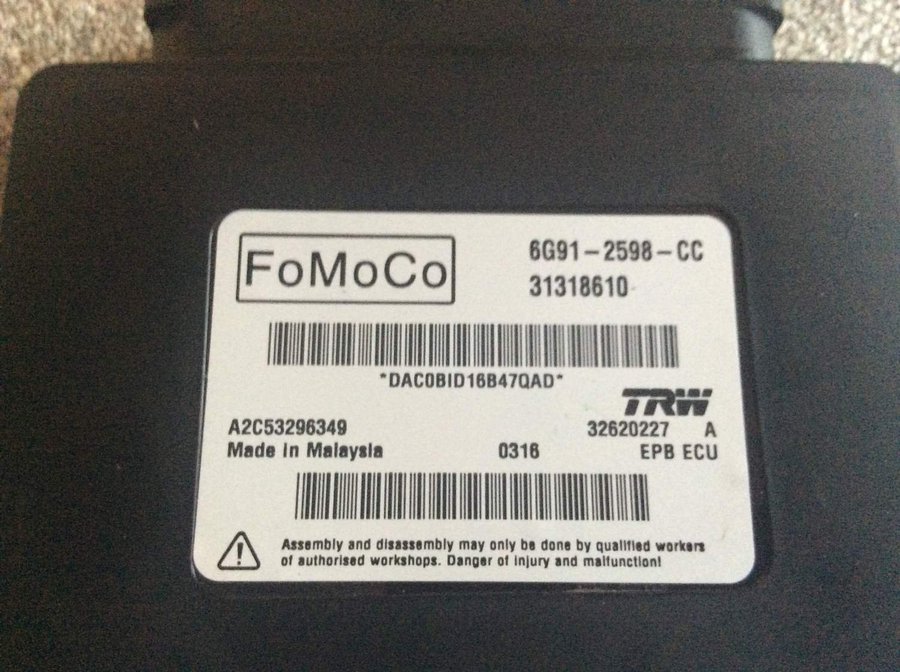 FoMoCo
6G91-2598-CC
31318610
*DAC0BID16B47QAD*
TRW
A2C53296349
32620227 A
Made in Malaysia
0316
EPB ECU
Assembly and disassembly may only be done by qualified workers
of authorised workshops. Danger of injury and malfunction!